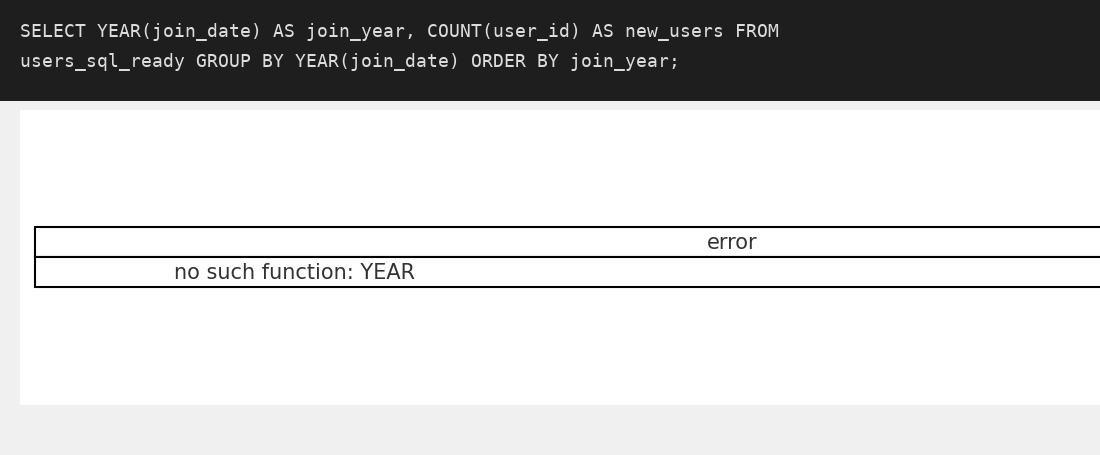 SELECT YEAR(join_date) AS join_year, COUNT(user_id) AS new_users FROM
users_sql_ready GROUP BY YEAR(join_date) ORDER BY join_year;
error
no such function: YEAR